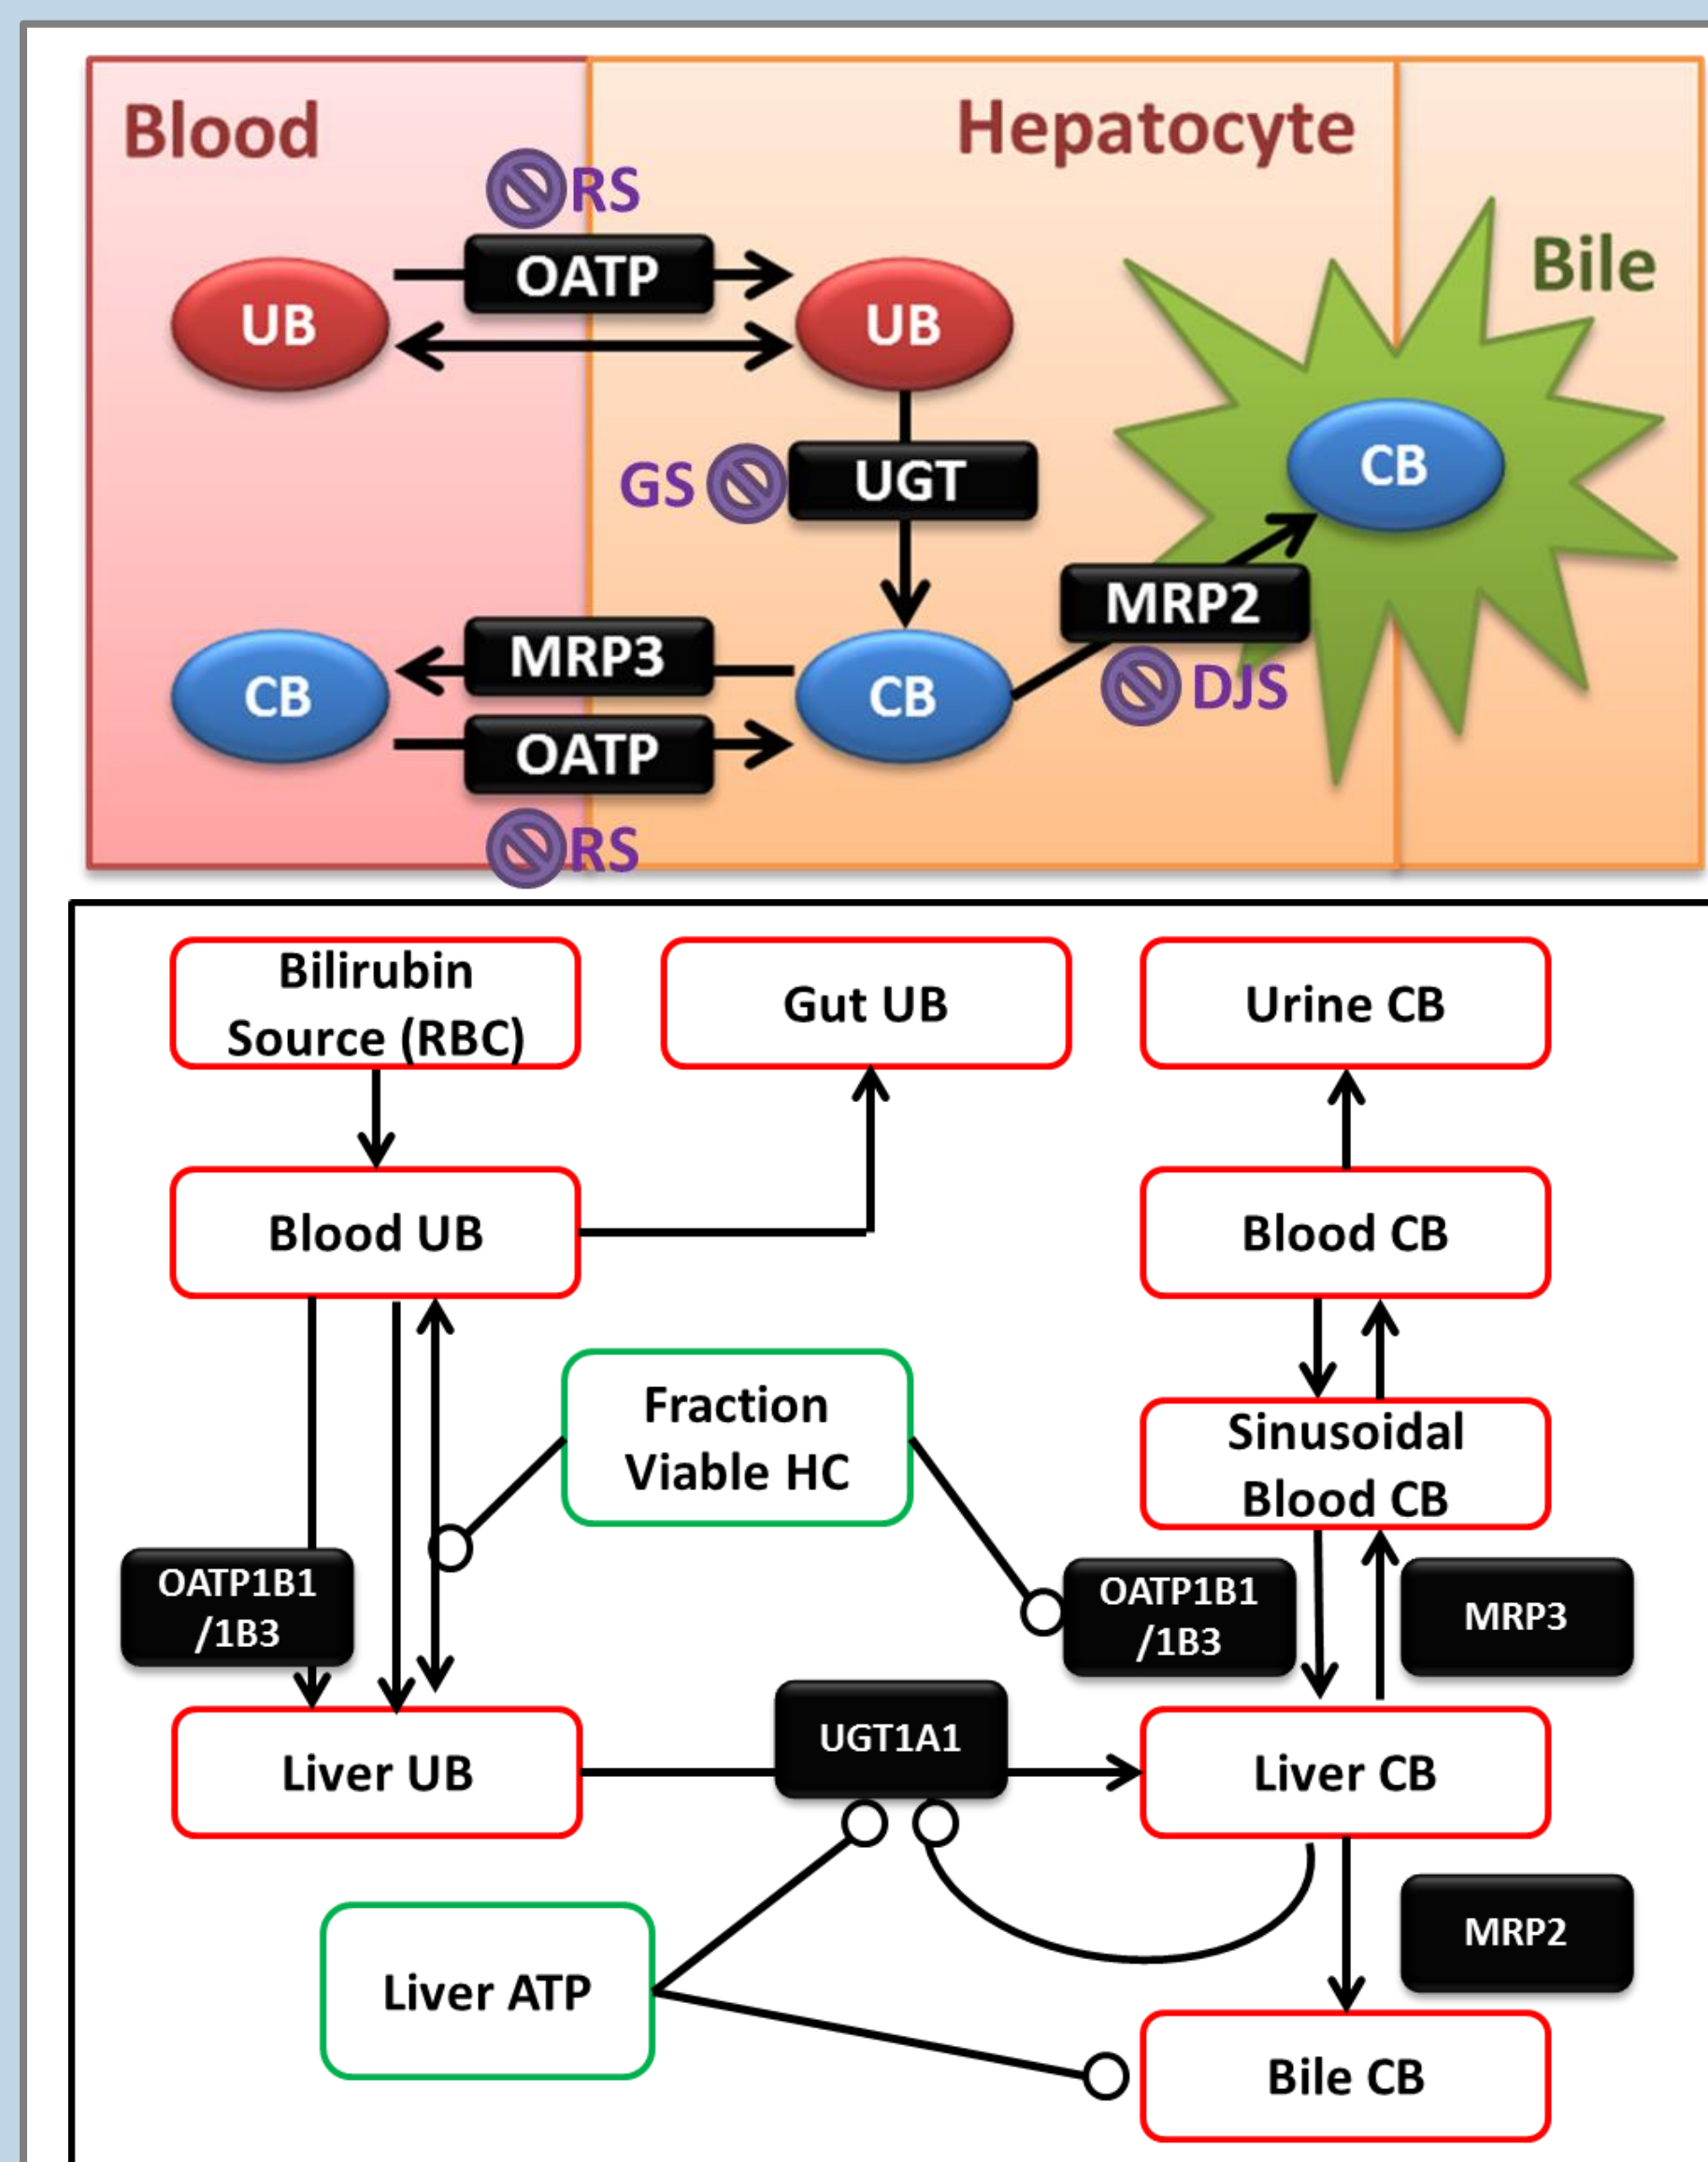 Blood
Hepatocyte
RS
Bile
OATP
UB
UB
CB
GS
UGT
MRP2
MRP3
DJS
CB
CB
OATP
RS
Bilirubin
Source (RBC)
Gut UB
Urine CB
Blood UB
Blood CB
Fraction
Viable HC
Sinusoidal
Blood CB
OATP1B1
/1B3
OATP1B1
/1B3
MRP3
UGT1A1
Liver UB
Liver CB
MRP2
Liver ATP
Bile CB